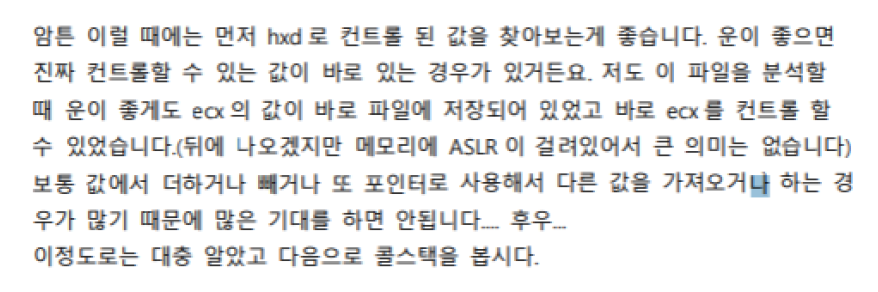 암튼 이럴 때에는 먼저 hxd 로 컨트롤 된 값을 찾아보는게 좋습니다. 운이 좋으면
진짜 컨트롤할 수 있는 값이 바로 있는 경우가 있거든요. 저도 이 파일을 분석할
때 운이 좋게도 ecx 의 값이 바로 파일에 저장되어 있었고 바로 ecx 를 컨트롤 할
수 있었습니다.(뒤에 나오겠지만 메모리에 ASLR 이 걸려있어서 큰 의미는 없습니다)
보통 값에서 더하거나 빼거나 또 포인터로 사용해서 다른 값을 가져오거나 하는 경
우가 많기 때문에 많은 기대를 하면 안됩니다.... 후우...
이정도로는 대충 알았고 다음으로 콜스택을 봅시다.